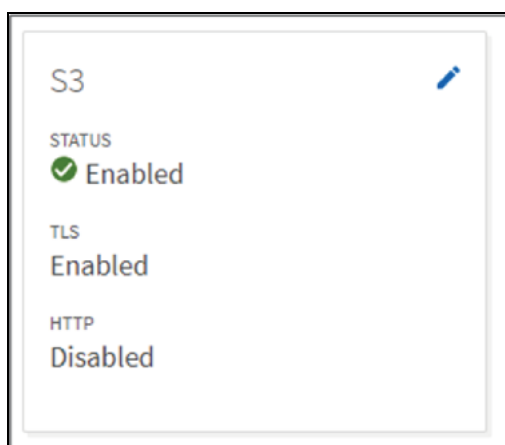 S3
STATUS
Enabled
TLS
Enabled
HTTP
Disabled